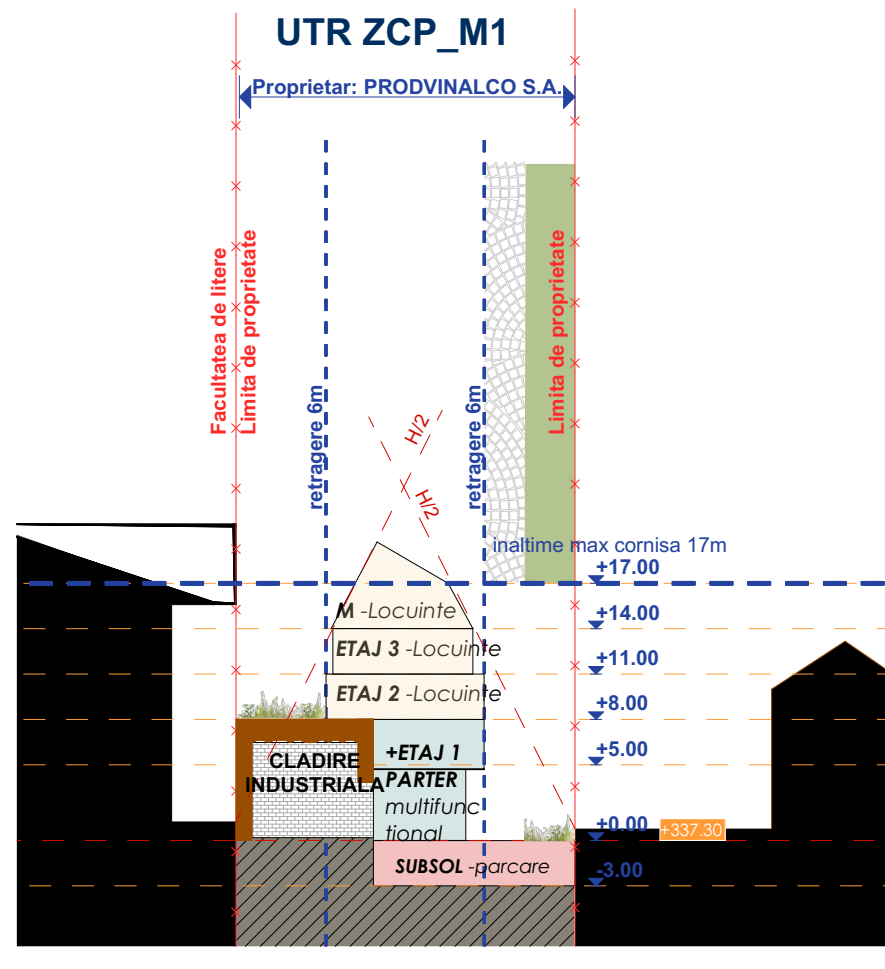 UTR ZCP_M1
Proprietar: PRODVINALCO S.A.
Facultatea de litere
Limita de proprietate
retragere 6m
retragere 6m
Limita de proprietate
H/2
H/2
inaltime max cornisa 17m
+17.00
M -Locuinte
+14.00
ETAJ 3 -Locuinte
+11.00
ETAJ 2 -Locuinte
+8.00
+ETAJ 1
+5.00
CLADIRE
INDUSTRIALA
PARTER
multifunc
tional
+0.00
+337.30
SUBSOL -parcare
-3.00